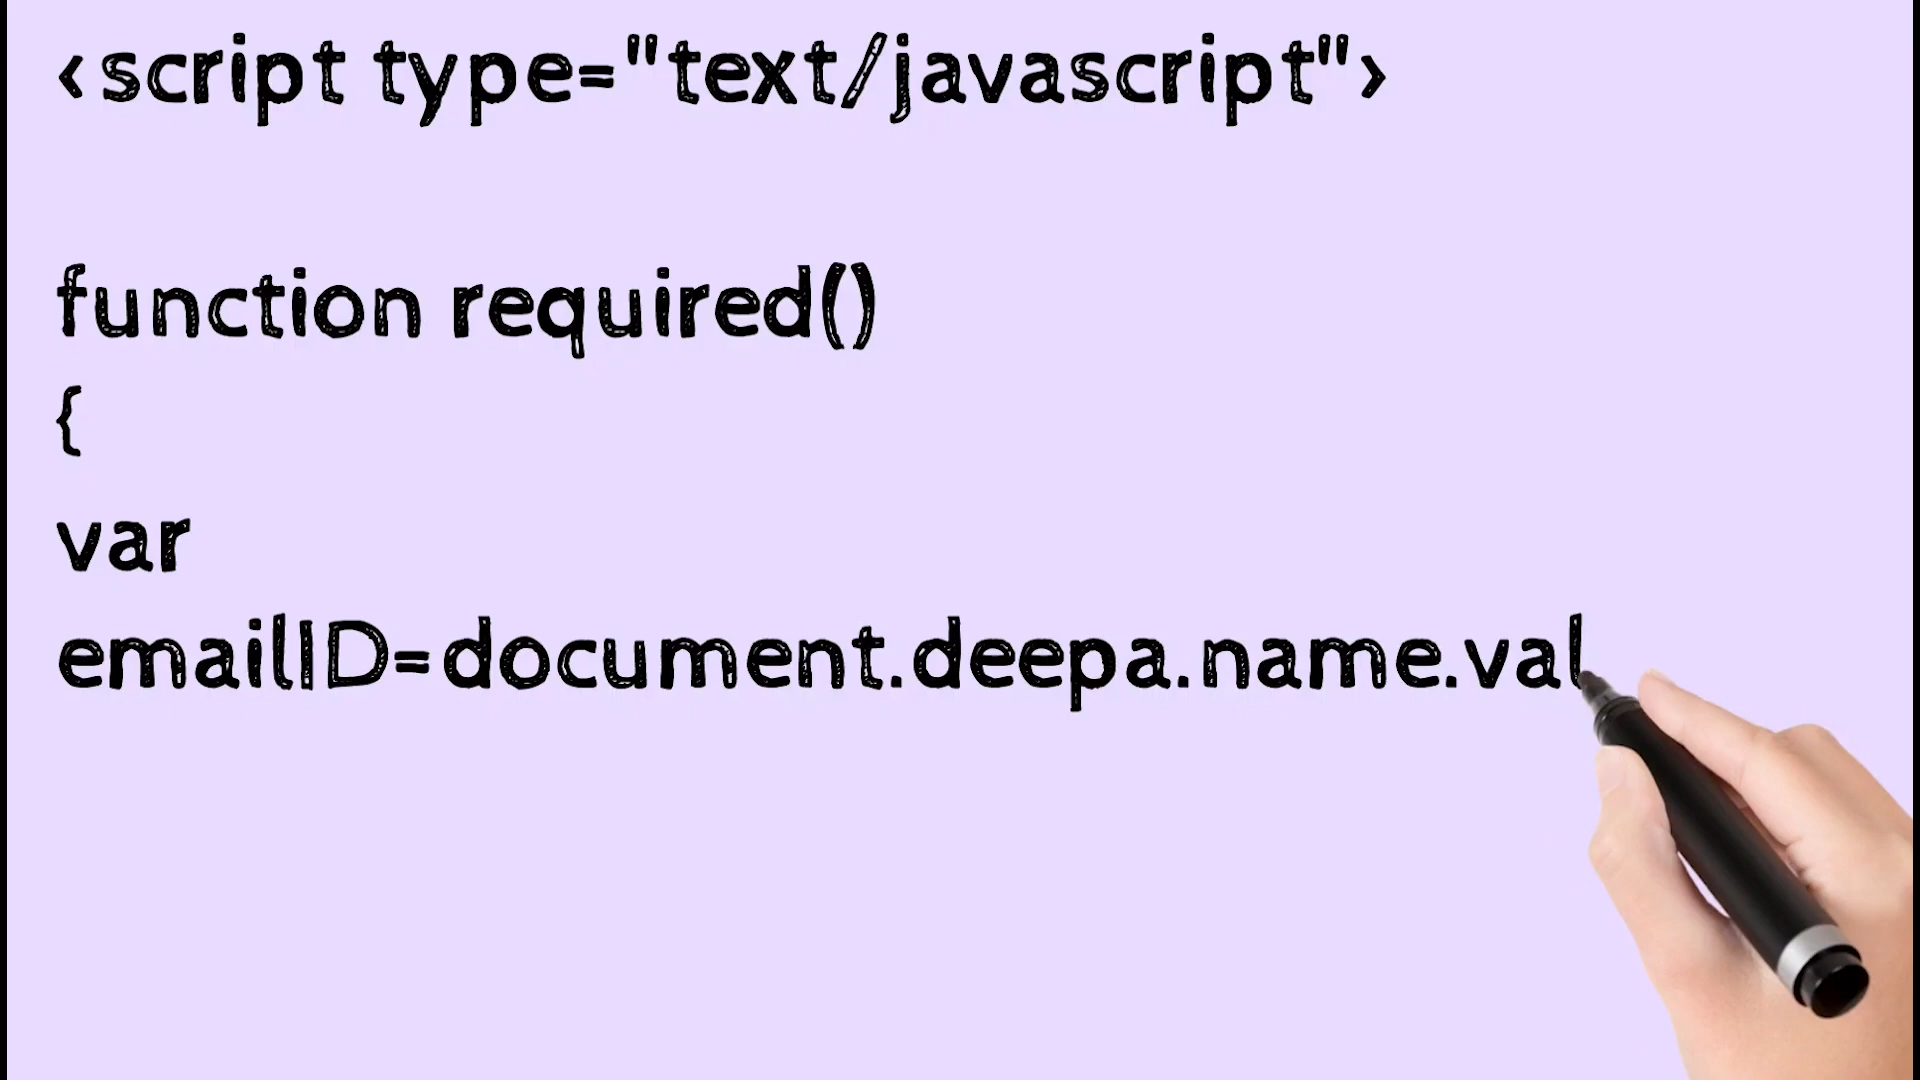 <script type="text/javascript">
function required()
{
var
emailID=document.deepa.name.val